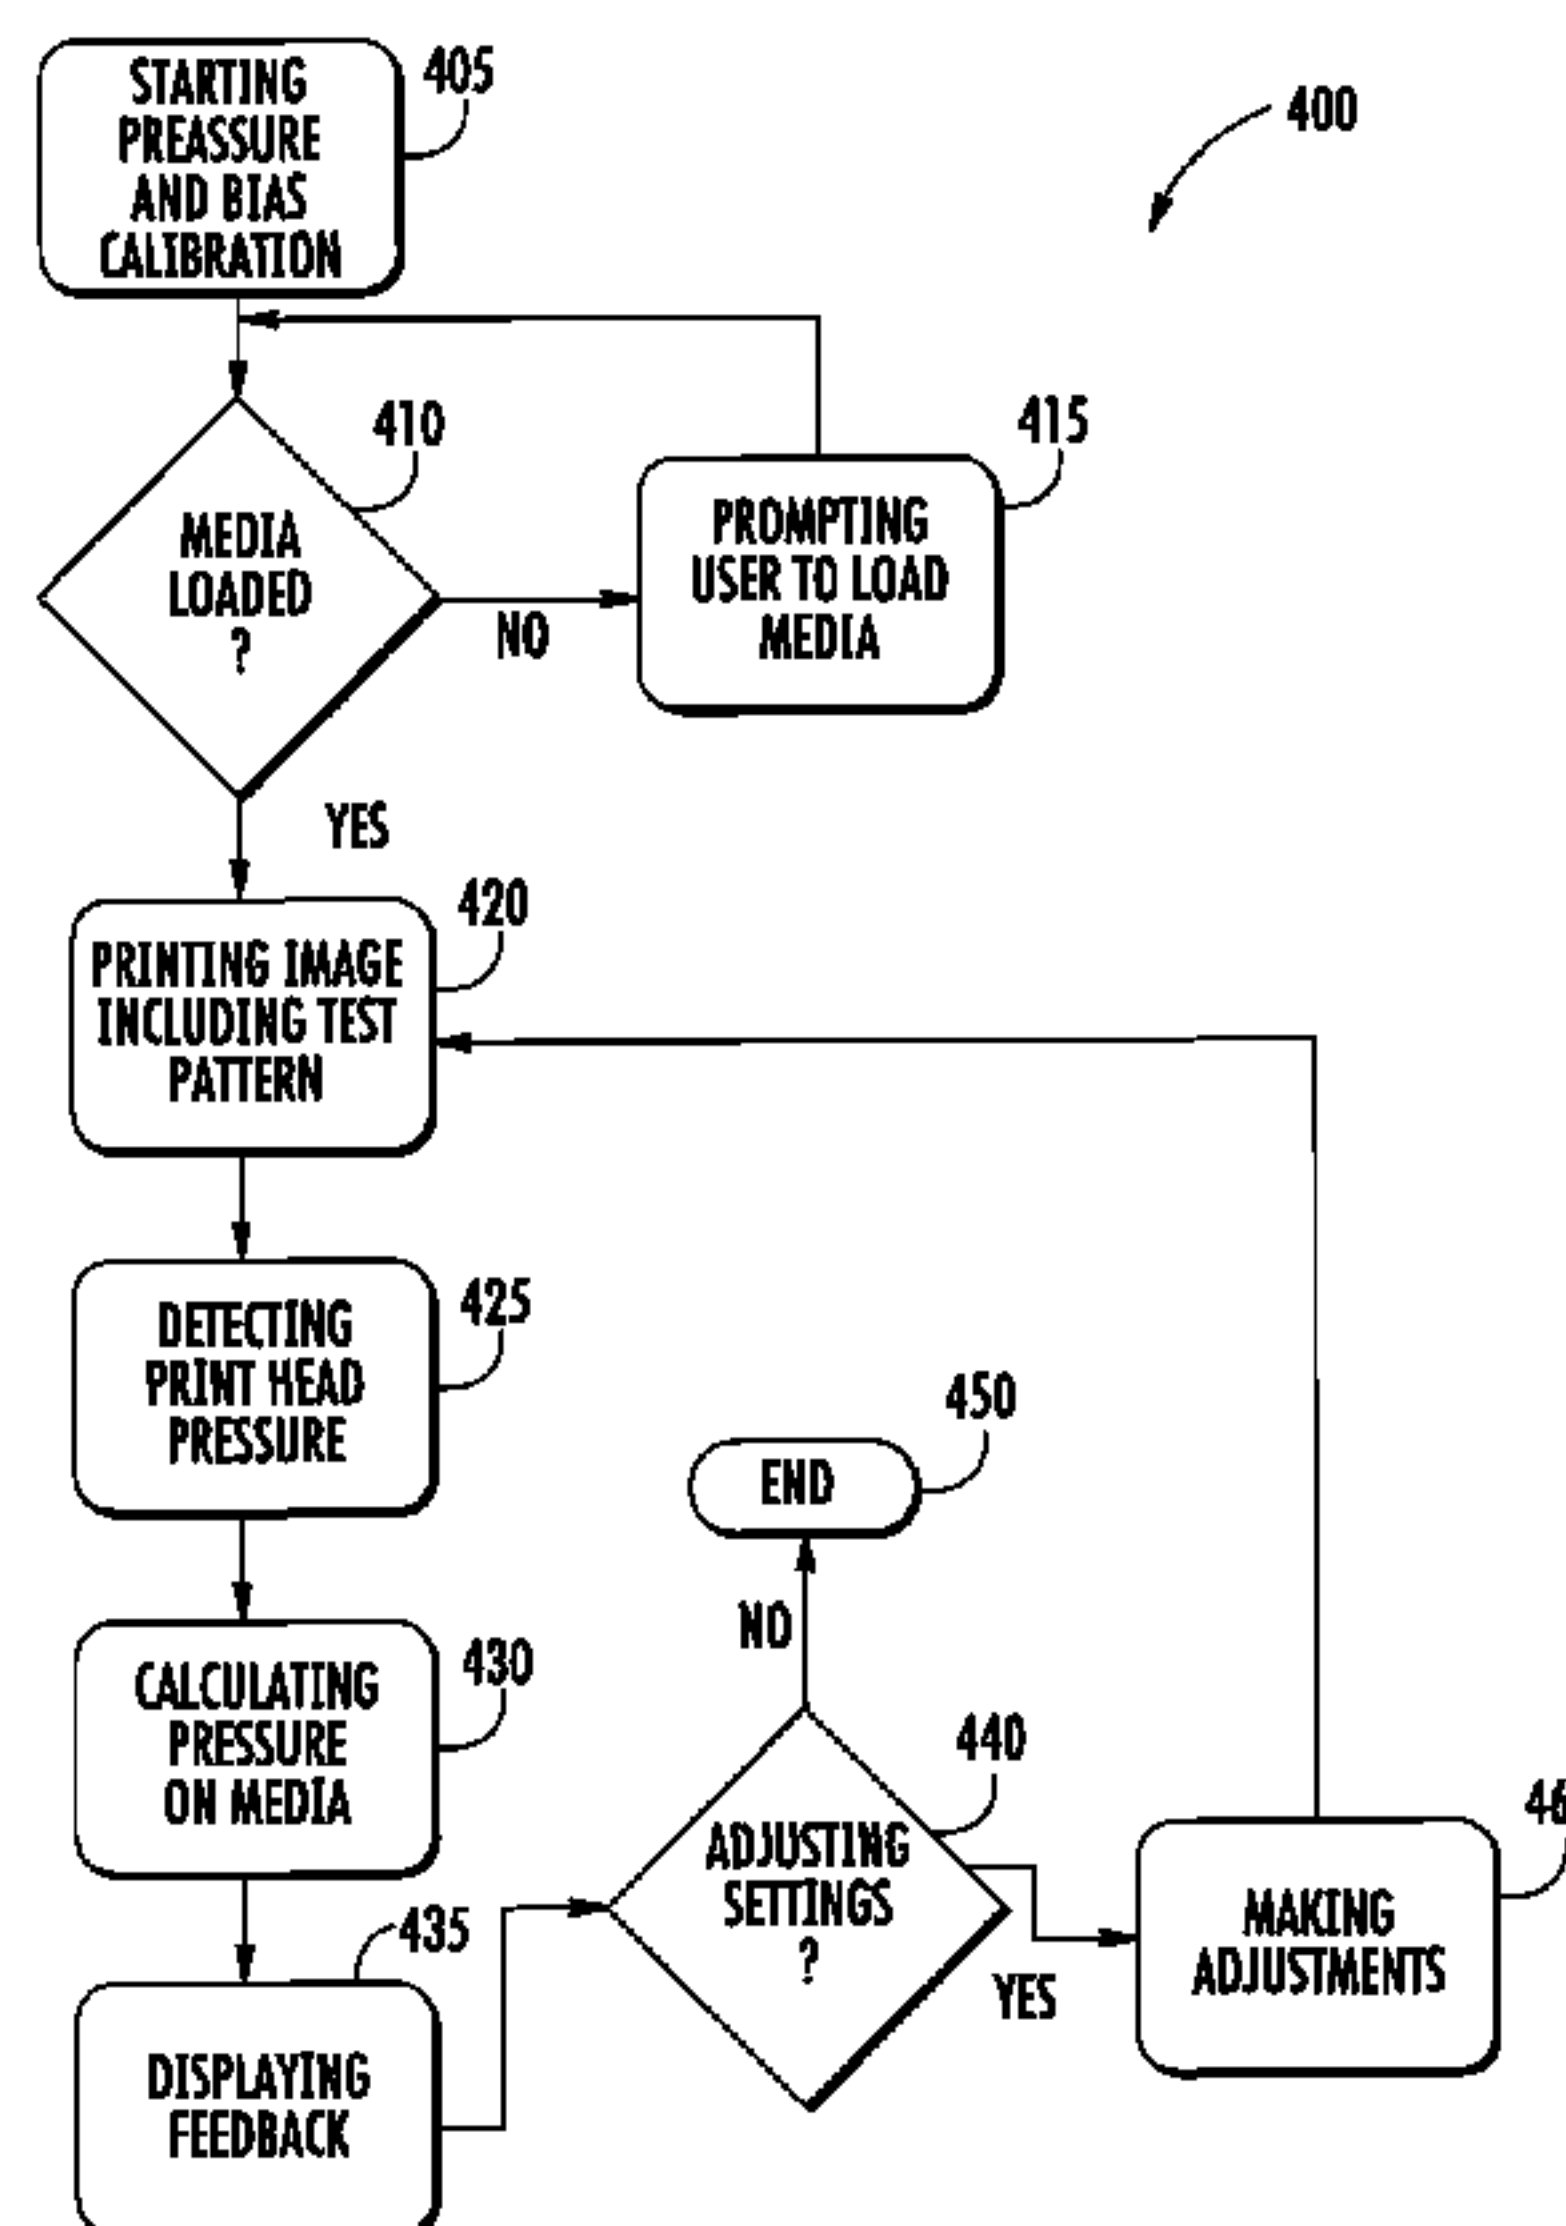 STARTING
PREASSURE
AND BIAS
CALIBRATION
405
400
410
MEDIA
LOADED
?
NO
415
PROMPTING
USER TO LOAD
MEDIA
YES
420
PRINTING IMAGE
INCLUDING TEST
PATTERN
425
DETECTING
PRINT HEAD
PRESSURE
450
END
NO
430
CALCULATING
PRESSURE
ON MEDIA
440
ADJUSTING
SETTINGS
?
YES
MAKING
ADJUSTMENTS
435
DISPLAYING
FEEDBACK